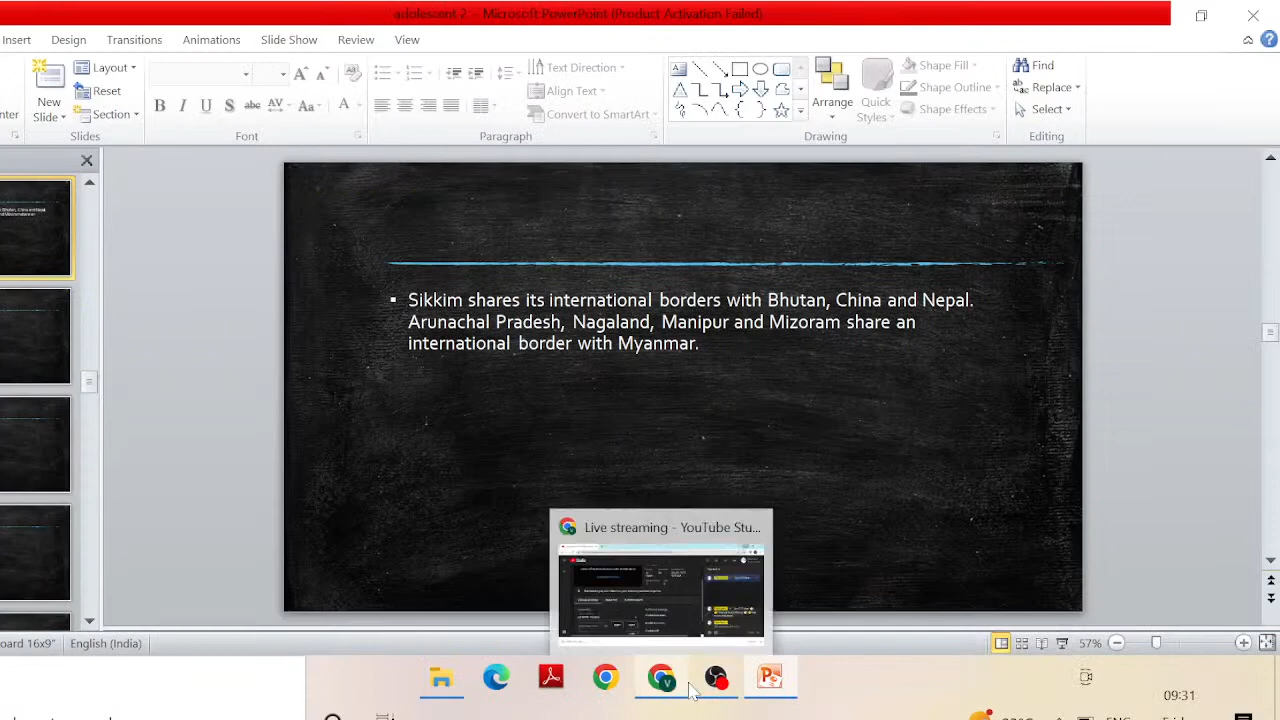 adolescent 2 - Microsoft PowerPoint (Product Activation Failed)
Insert Design Transitions Animations Slide Show Review View
Layout
Reset
Section
New
Slide
Slides
Font
Text Direction
Align Text
Convert to SmartArt
Paragraph
Arrange
Quick
Styles
Shape Fill
Shape Outline
Shape Effects
Drawing
Find
Replace
Select
Editing
▪ Sikkim shares its international borders with Bhutan, China and Nepal.
Arunachal Pradesh, Nagaland, Manipur and Mizoram share an
international border with Myanmar.
Live streaming - YouTube Stu...
16x9" English (India)
57%
09:31